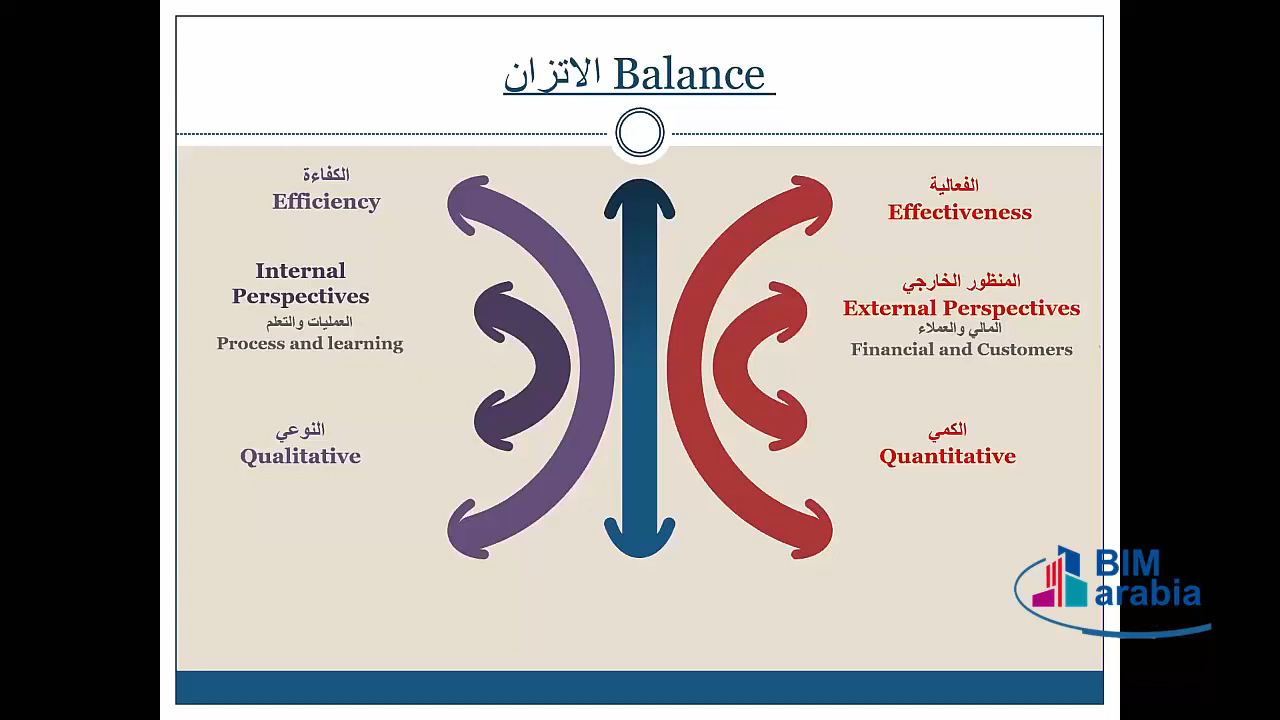 الاتزان Balance
الكفاءة
Efficiency
Internal
Perspectives
العمليات والتعلم
Process and learning
النوعي
Qualitative
الفعالية
Effectiveness
المنظور الخارجي
External Perspectives
المالي والعملاء
Financial and Customers
الكمي
Quantitative
BIM
arabia